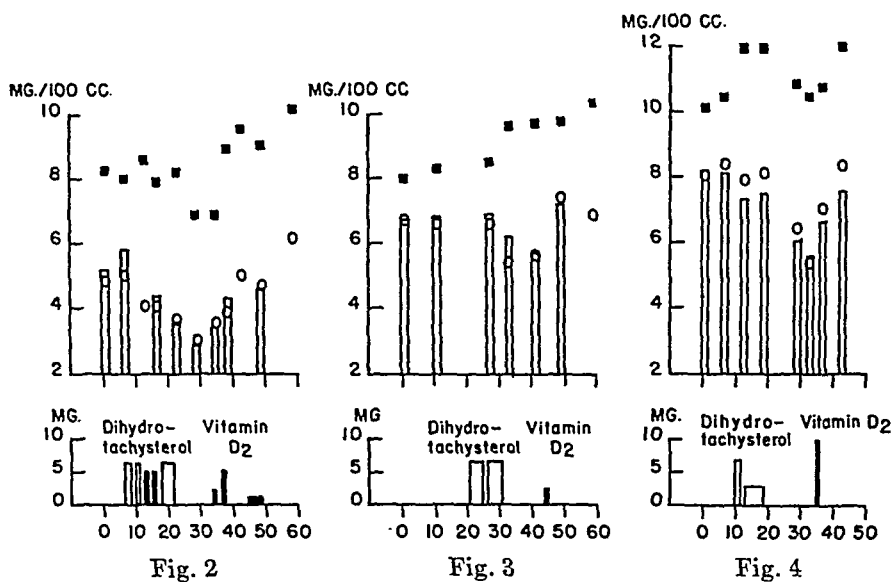 MG./100 CC.
10
8
6
4
2
MG.
10
5
0
Dihydro-
tachysterol
Vitamin
D2
0 10 20 30 40 50 60
Fig. 2
MG./100 CC
10
8
6
4
2
MG
10
5
0
Dihydro-
tachysterol
Vitamin
D2
0 10 20 30 40 50 60
Fig. 3
MG./100 CC.
12
10
8
6
4
2
MG.
10
5
0
Dihydro-
tachysterol
Vitamin D2
0 10 20 30 40 50
Fig. 4